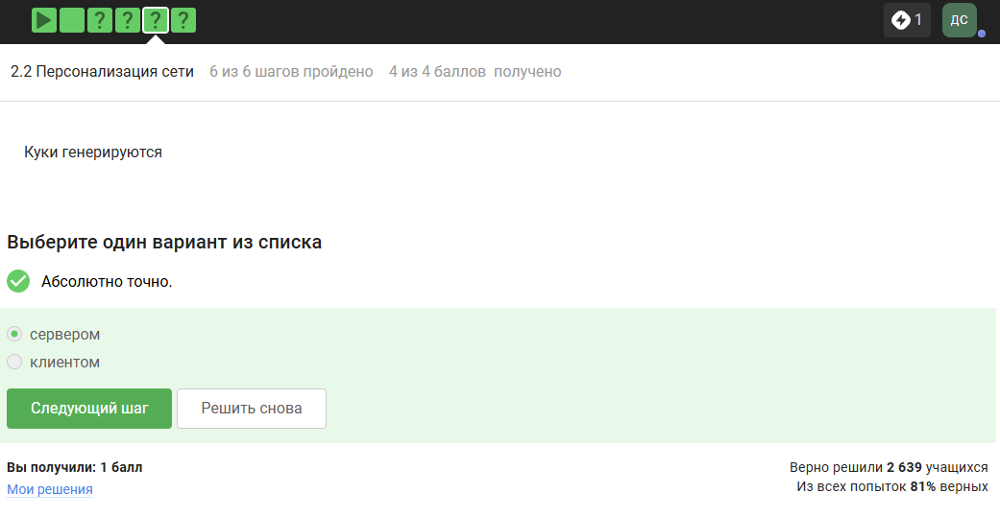 ? ? ? ?
1
ДС
2.2 Персонализация сети 6 из 6 шагов пройдено 4 из 4 баллов получено
Куки генерируются
Выберите один вариант из списка
Абсолютно точно.
сервером
клиентом
Следующий шаг Решить снова
Вы получили: 1 балл
Мои решения
Верно решили 2 639 учащихся
Из всех попыток 81% верных